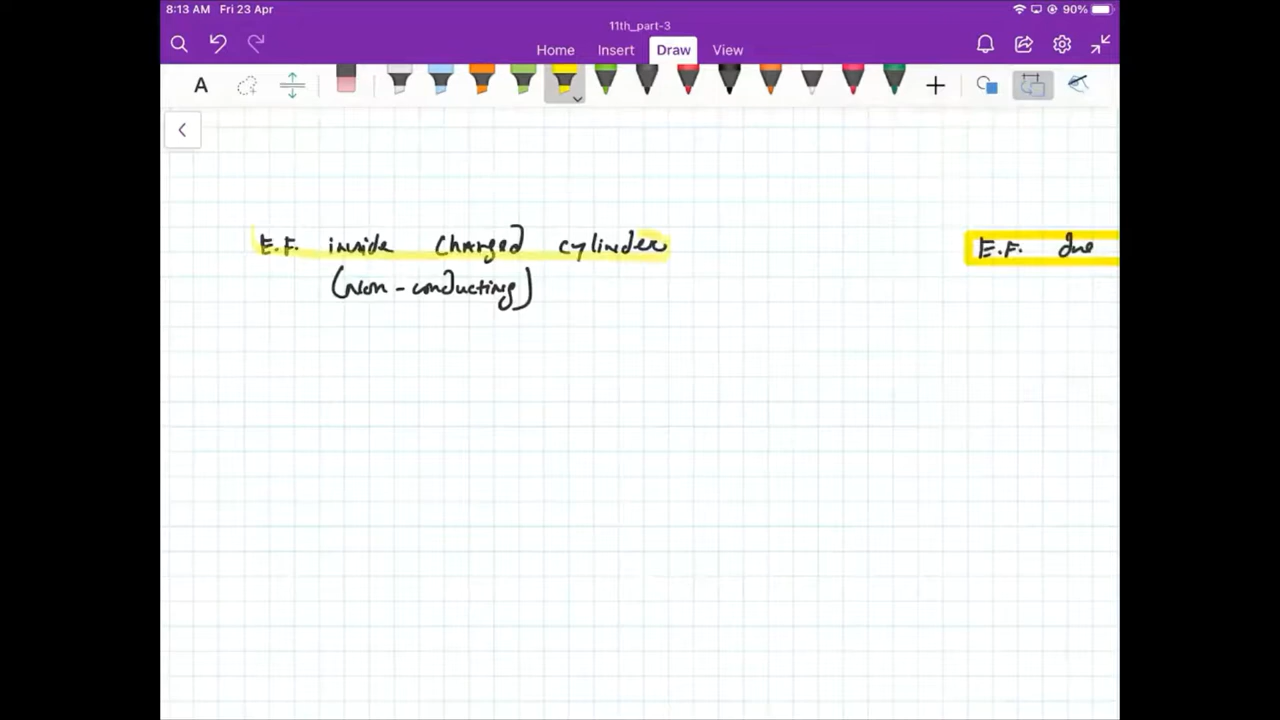 8:13 AM Fri 23 Apr
90%
11th_part-3
Home Insert Draw View
A
E.F. inside charged cylinder
(Non-conducting)
E.F. due